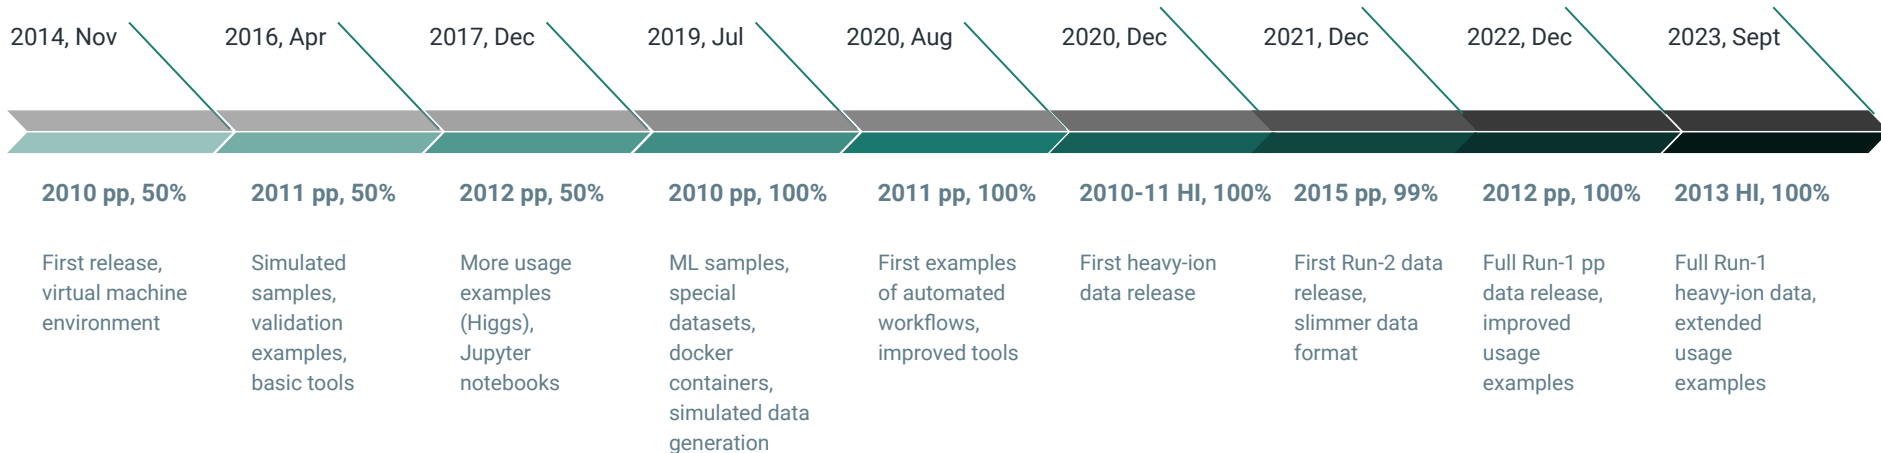 2014, Nov
2016, Apr
2017, Dec
2019, Jul
2020, Aug
2020, Dec
2021, Dec
2022, Dec
2023, Sept
2010 pp, 50%
First release,
virtual machine
environment
2011 pp, 50%
Simulated
samples,
validation
examples,
basic tools
2012 pp, 50%
More usage
examples
(Higgs),
Jupyter
notebooks
2010 pp, 100%
ML samples,
special
datasets,
docker
containers,
simulated data
generation
2011 pp, 100%
First examples
of automated
workflows,
improved tools
2010-11 HI, 100%
First heavy-ion
data release
2015 pp, 99%
First Run-2 data
release,
slimmer data
format
2012 pp, 100%
Full Run-1 pp
data release,
improved
usage
examples
2013 HI, 100%
Full Run-1
heavy-ion data,
extended
usage
examples